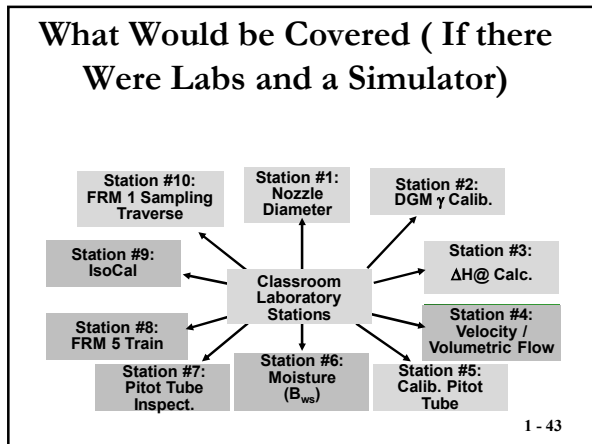 What Would be Covered ( If there
Were Labs and a Simulator)
Station #10:
FRM 1 Sampling
Traverse
Station #1:
Nozzle
Diameter
Station #2:
DGM γ Calib.
Station #9:
IsoCal
Classroom
Laboratory
Stations
Station #3:
ΔH@ Calc.
Station #8:
FRM 5 Train
Station #4:
Velocity /
Volumetric Flow
Station #7:
Pitot Tube
Inspect.
Station #6:
Moisture
(Bws)
Station #5:
Calib. Pitot
Tube
1 - 43